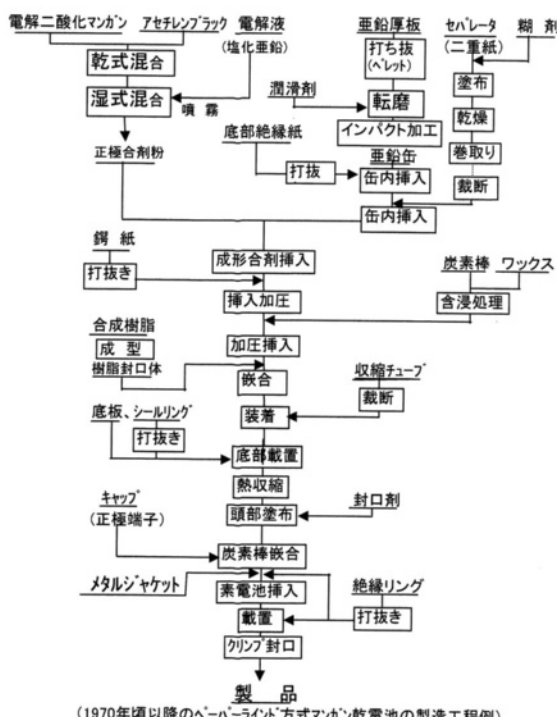 電解二酸化マンガン アセチレンブラック 電解液 亜鉛厚板 セパレータ 糊 剤
(塩化亜鉛) 打ち抜 (二重紙)
乾式混合 (ペレット) 塗布
湿式混合 噴 霧 潤滑剤 転磨 乾燥
インパクト加工 巻取り
底部絶縁紙
正極合剤粉 亜鉛缶
打抜 缶内挿入 裁断
缶内挿入
鍔 紙 成形合剤挿入 炭素棒 ワックス
打抜き
挿入加圧 含浸処理
合成樹脂 加圧挿入
成 型
樹脂封口体 嵌合 収縮チューブ
裁断
底板、シールリング 装着
打抜き
底部載置
熱収縮
キャップ 封口剤
(正極端子) 頭部塗布
炭素棒嵌合
メタルジャケット 素電池挿入 絶縁リング
載置 打抜き
クリンプ封口
製 品
(1970年頃以降のペーパーラインド方式マンガン乾電池の製造工程例)